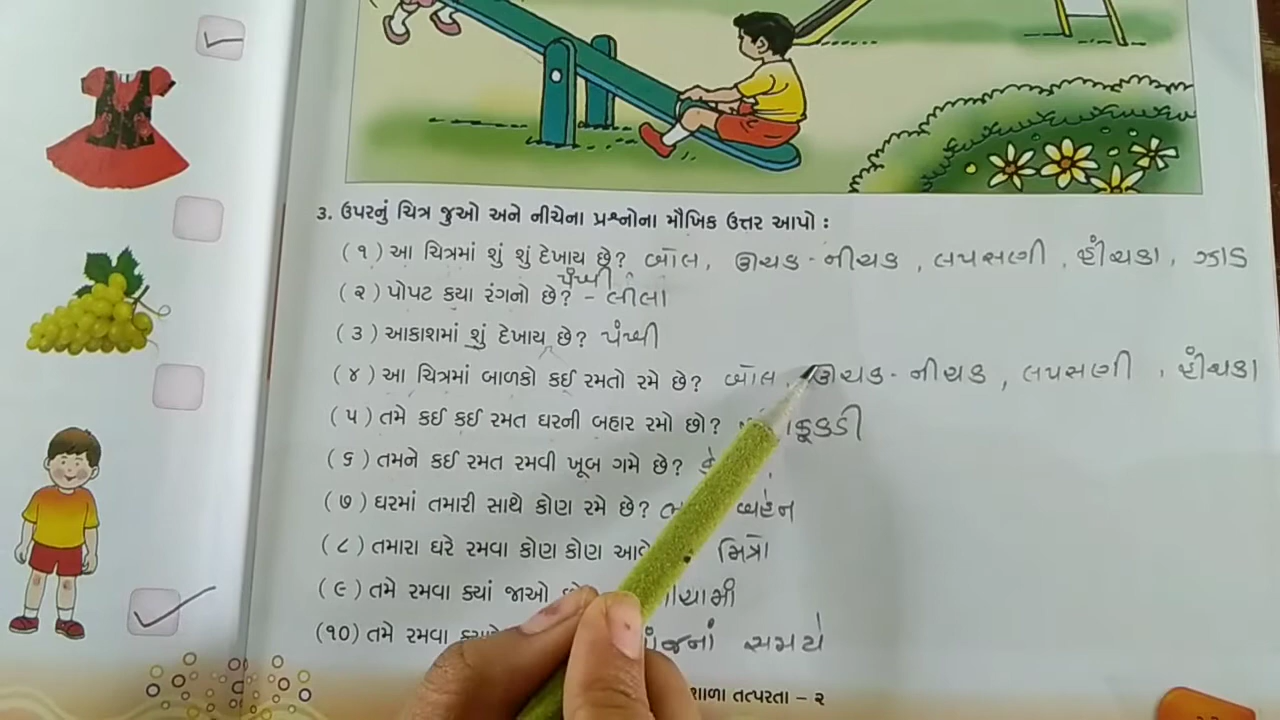 ૩. ઉપરનું ચિત્ર જુઓ અને નીચેના પ્રશ્નોના મૌખિક ઉત્તર આપો :
(૧) આ ચિત્રમાં શું શું દેખાય છે? બૉલ, ઊંચક - નીચક, લપસણી, હીંચકા, ઝાડ
પંખી
(૨) પોપટ કયા રંગનો છે? - લીલા
(૩) આકાશમાં શું દેખાય છે? પંખી
(૪) આ ચિત્રમાં બાળકો કઈ રમતો રમે છે? બૉલ, ઊચક - નીચક, લપસણી, હીંચકા
(૫) તમે કઈ કઈ રમત ઘરની બહાર રમો છો?
(૬) તમને કઈ રમત રમવી ખૂબ ગમે છે?
(૭) ઘરમાં તમારી સાથે કોણ રમે છે? બહેન
(૮) તમારા ઘરે રમવા કોણ કોણ મિત્રો
(૯) તમે રમવા ક્યાં જાઓ
(૧૦) તમે રમવા સમયે
શાળા તત્પરતા – ૨